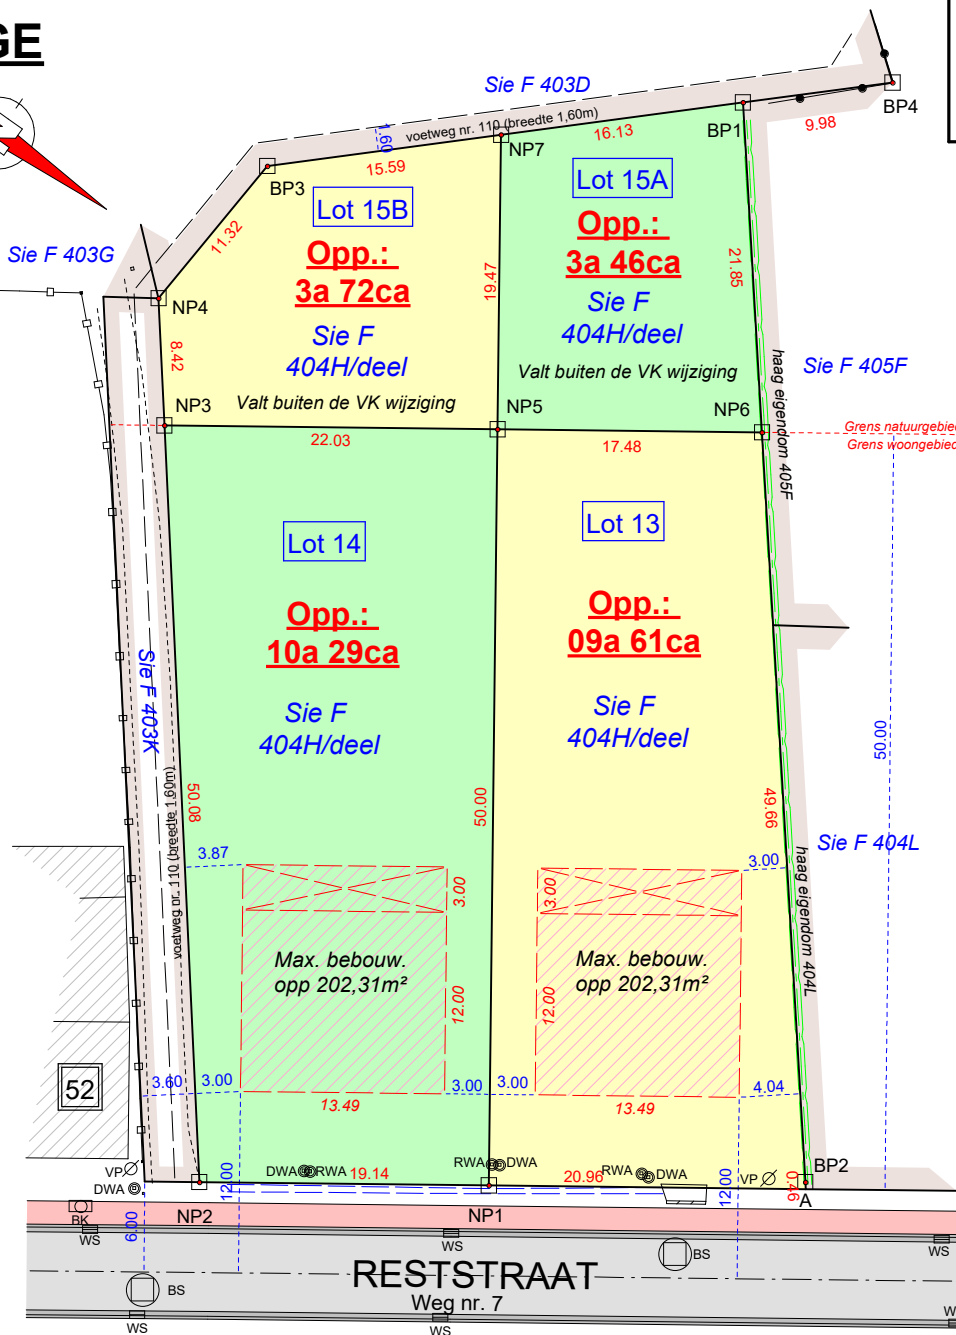 GE
Sie F 403D
BP4
voetweg nr. 110 (breedte 1,60m)
1.60
16.13
BP1
9.98
NP7
15.59
BP3
Lot 15B
Lot 15A
11.32
Opp.:
3a 72ca
Opp.:
3a 46ca
Sie F 403G
19.47
21.85
NP4
Sie F
404H/deel
Sie F
404H/deel
8.42
haag eigendom 405F
Sie F 405F
Valt buiten de VK wijziging
Valt buiten de VK wijziging
NP3
NP5
NP6
22.03
17.48
Grens natuurgebied
Grens woongebied
Lot 14
Lot 13
Opp.:
10a 29ca
Opp.:
09a 61ca
Sie F 403K
Sie F
404H/deel
Sie F
404H/deel
50.00
voetweg nr. 110 (breedte 1,60m)
50.08
50.00
49.66
Sie F 404L
haag eigendom 404L
3.87
3.00
3.00
3.00
Max. bebouw.
opp 202,31m²
Max. bebouw.
opp 202,31m²
12.00
12.00
52
3.60
3.00
3.00
3.00
4.04
13.49
13.49
VP
DWA
DWA
RWA
RWA
DWA
RWA
DWA
VP
BP2
12.00
19.14
20.96
12.00
0.46
A
BK
6.00
NP2
NP1
WS
WS
WS
BS
BS
RESTSTRAAT
Weg nr. 7
WS
WS
W